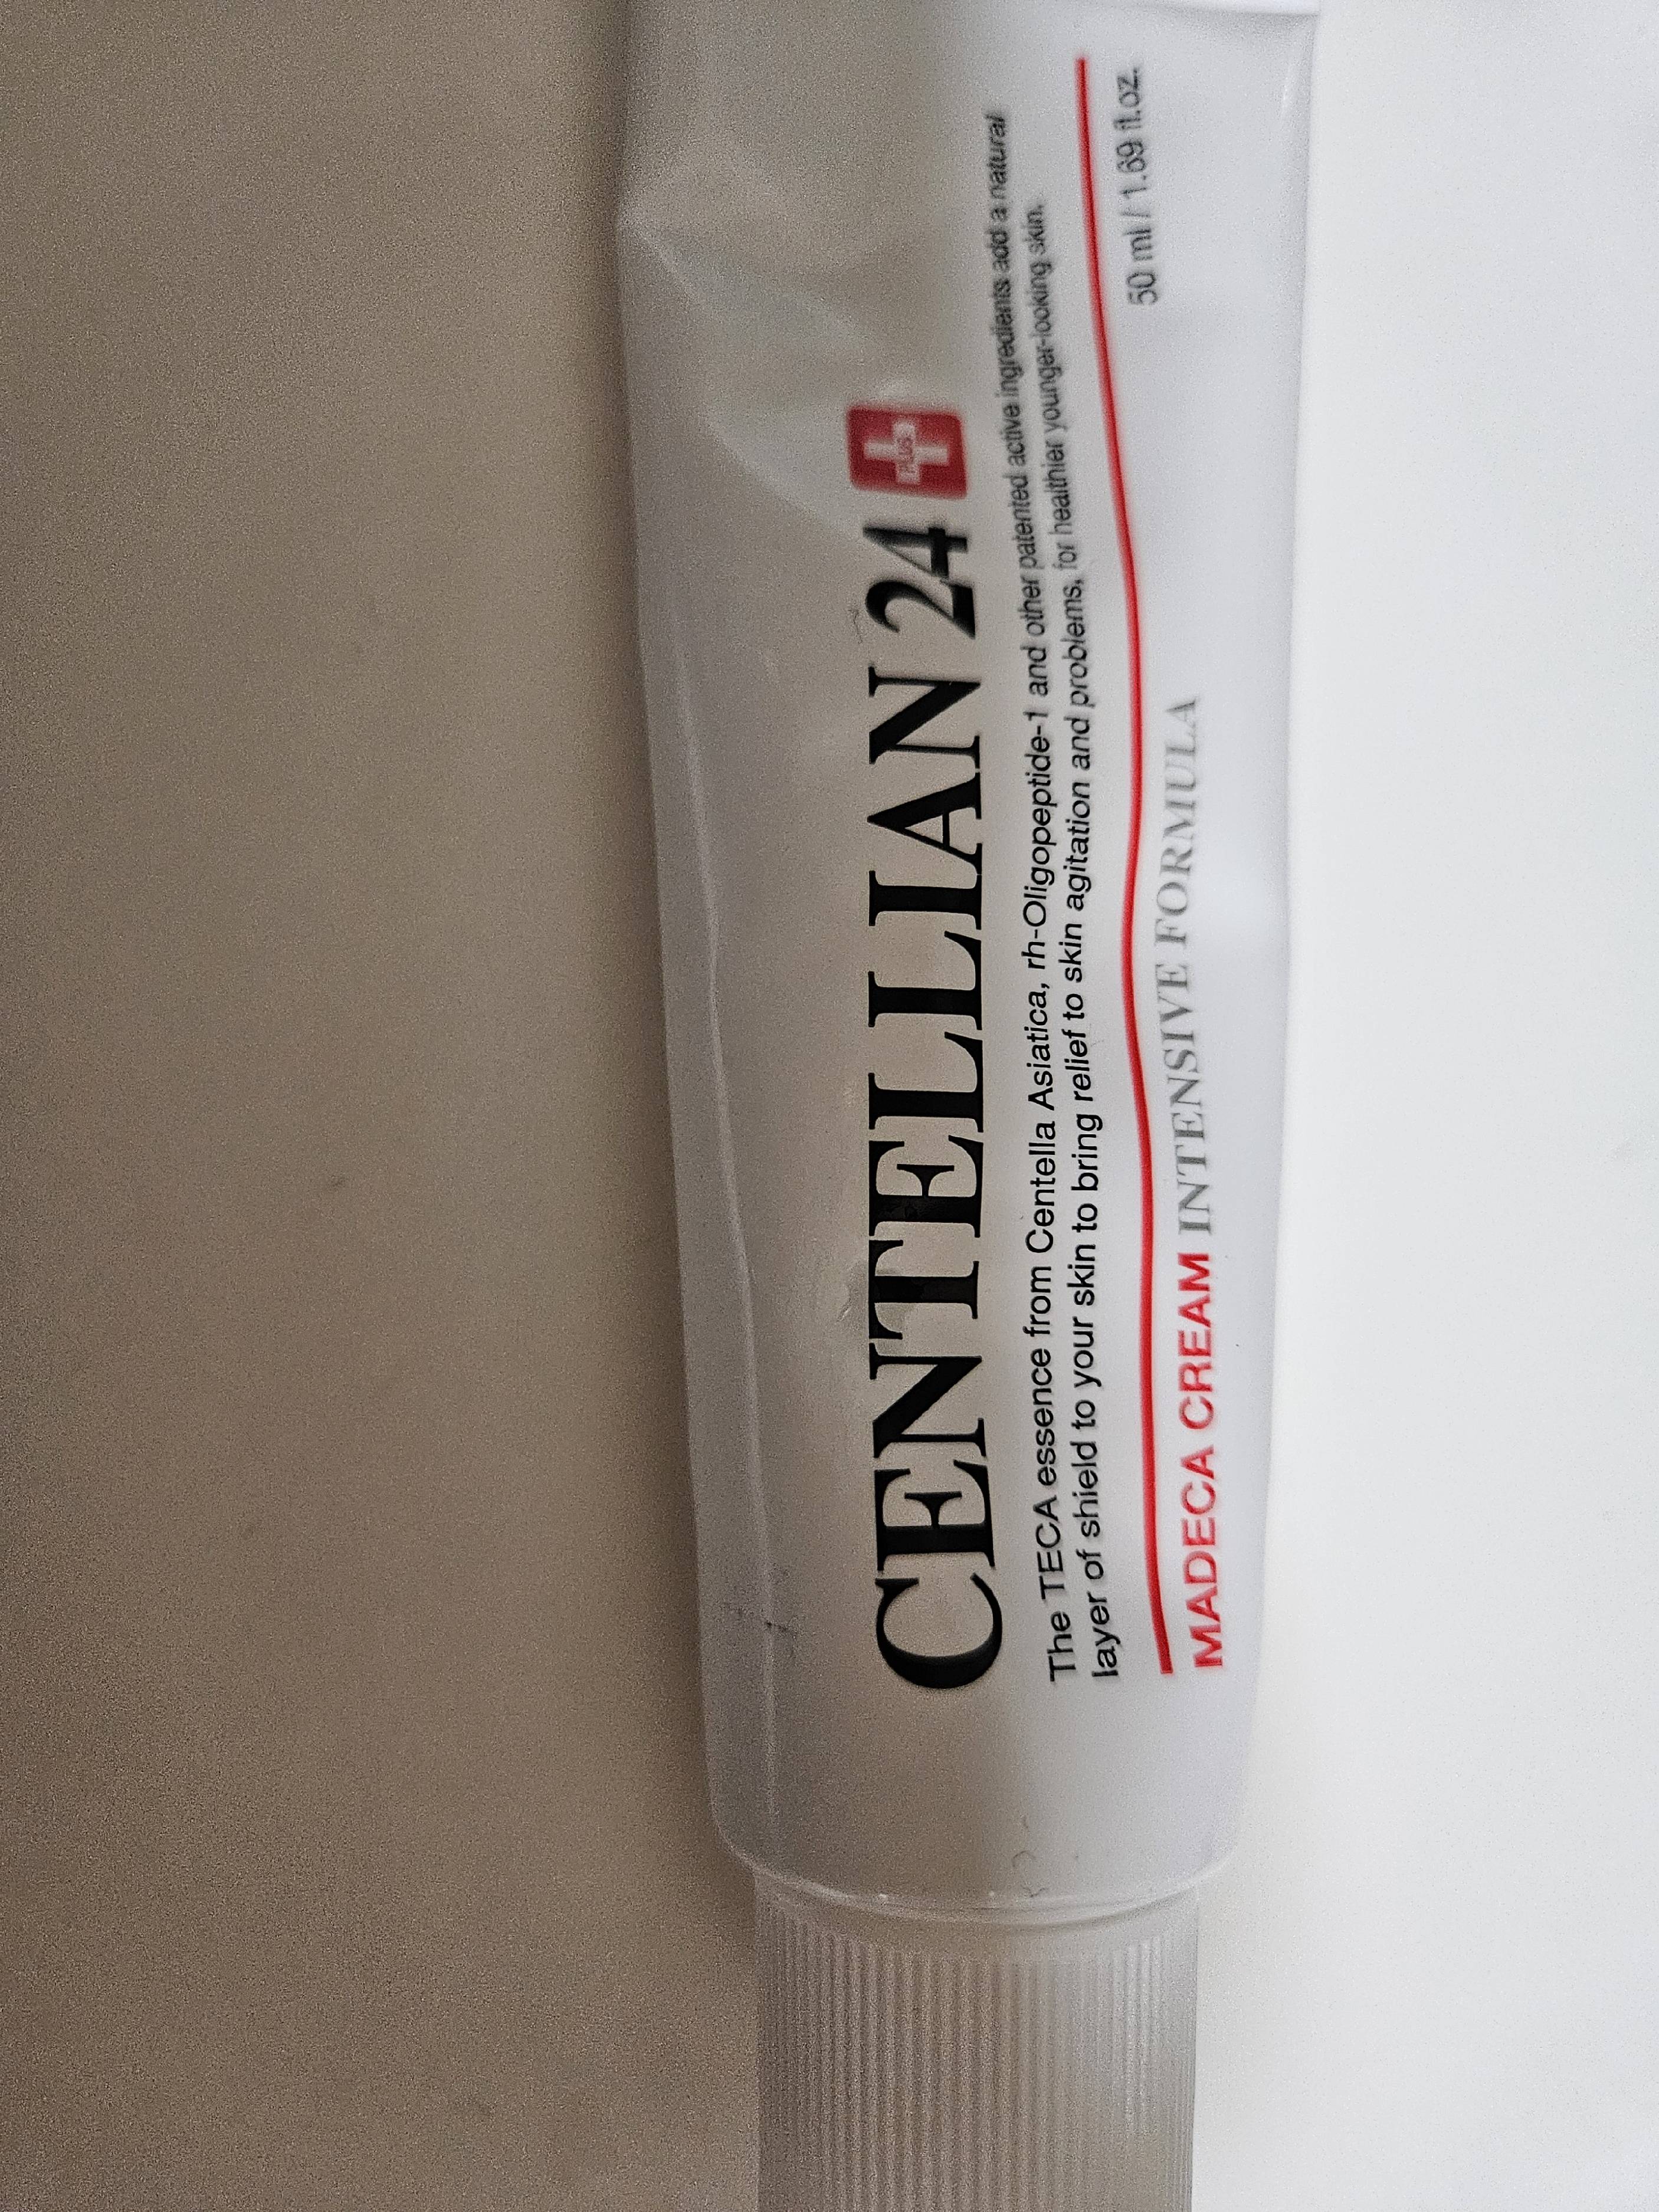 CENTELLIAN 24
PLUS
The TECA essence from Centella Asiatica, rh-Oligopeptide-1 and other patented active ingredients add a natural
layer of shield to your skin to bring relief to skin agitation and problems, for healthier younger-looking skin.
MADECA CREAM INTENSIVE FORMULA
50 ml / 1.69 fl.oz.